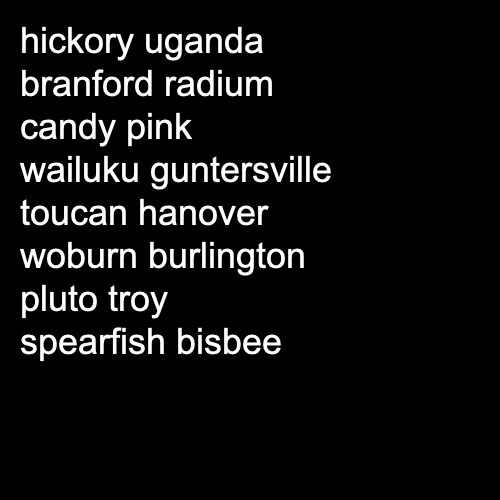 hickory uganda
branford radium
candy pink
wailuku guntersville
toucan hanover
woburn burlington
pluto troy
spearfish bisbee